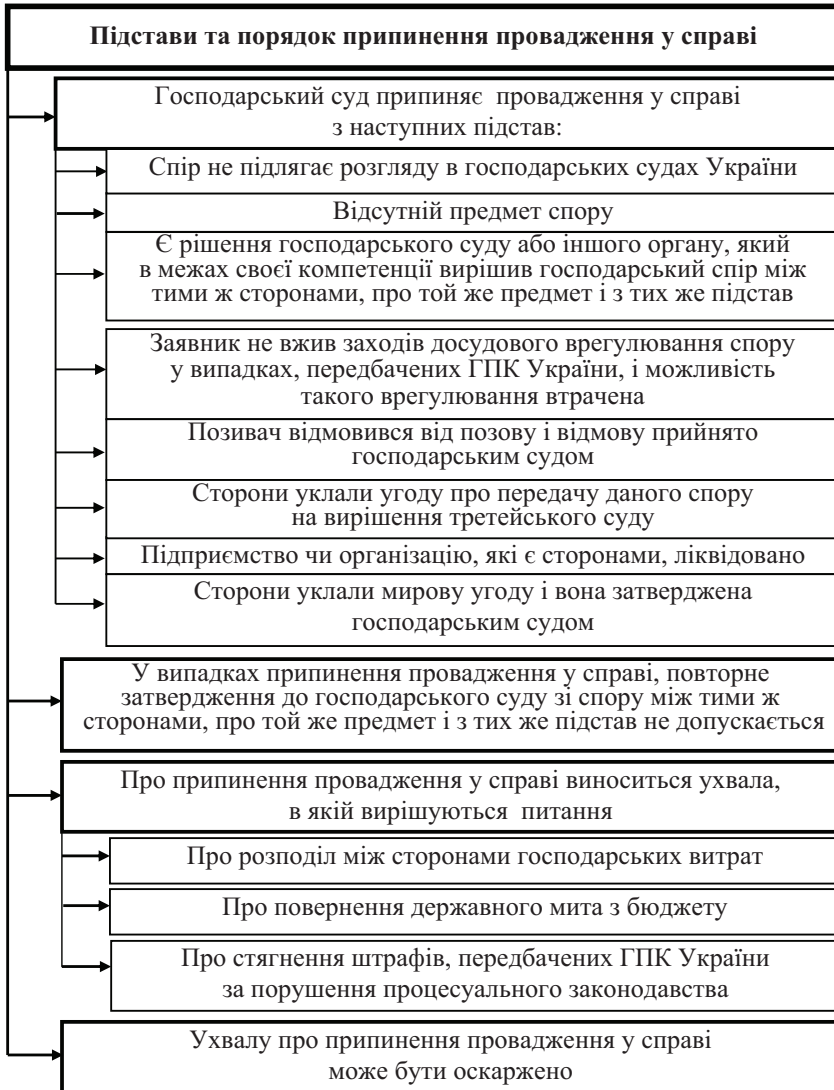 Підстави та порядок припинення провадження у справі
Господарський суд припиняє провадження у справі
з наступних підстав:
Спір не підлягає розгляду в господарських судах України
Відсутній предмет спору
Є рішення господарського суду або іншого органу, який
в межах своєї компетенції вирішив господарський спір між
тими ж сторонами, про той же предмет і з тих же підстав
Заявник не вжив заходів досудового врегулювання спору
у випадках, передбачених ГПК України, і можливість
такого врегулювання втрачена
Позивач відмовився від позову і відмову прийнято
господарським судом
Сторони уклали угоду про передачу даного спору
на вирішення третейського суду
Підприємство чи організацію, які є сторонами, ліквідовано
Сторони уклали мирову угоду і вона затверджена
господарським судом
У випадках припинення провадження у справі, повторне
затвердження до господарського суду зі спору між тими ж
сторонами, про той же предмет і з тих же підстав не допускається
Про припинення провадження у справі виноситься ухвала,
в якій вирішуються питання
Про розподіл між сторонами господарських витрат
Про повернення державного мита з бюджету
Про стягнення штрафів, передбачених ГПК України
за порушення процесуального законодавства
Ухвалу про припинення провадження у справі
може бути оскаржено